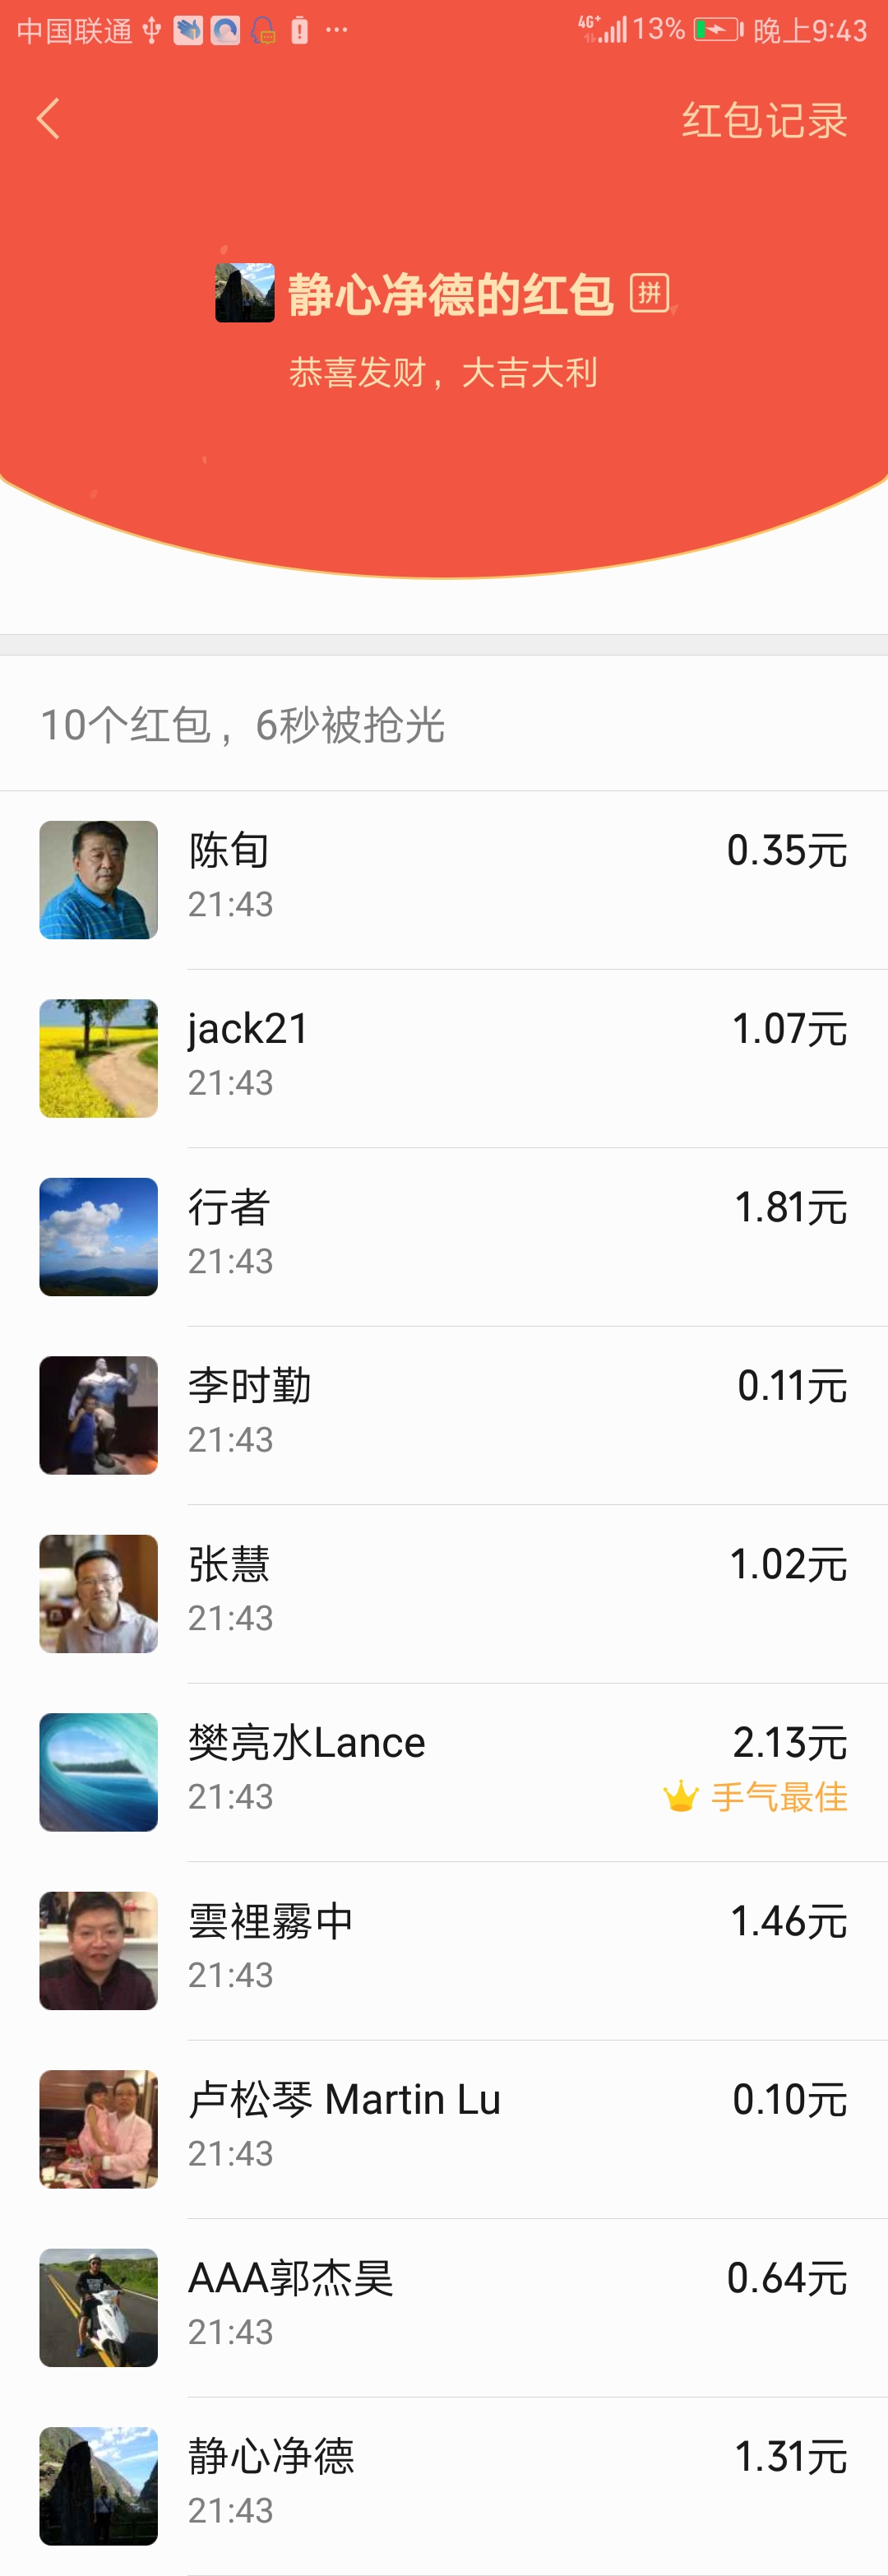 中国联通 4G+ 13% 晚上9:43
红包记录
静心净德的红包 拼
恭喜发财，大吉大利
10个红包，6秒被抢光
陈旬 0.35元
21:43
jack21 1.07元
21:43
行者 1.81元
21:43
李时勤 0.11元
21:43
张慧 1.02元
21:43
樊亮水Lance 2.13元
21:43 手气最佳
雲裡霧中 1.46元
21:43
卢松琴 Martin Lu 0.10元
21:43
AAA郭杰昊 0.64元
21:43
静心净德 1.31元
21:43